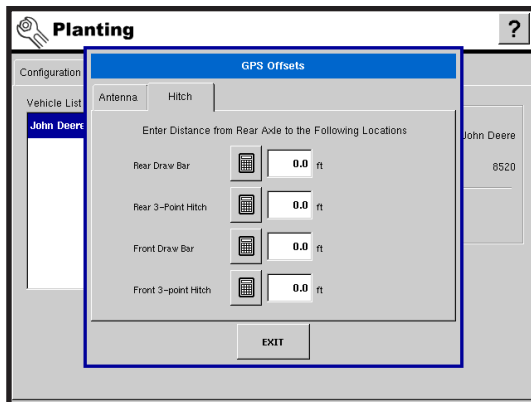 Planting
?
GPS Offsets
Configuration
Antenna
Hitch
Vehicle List
John Deere
Enter Distance from Rear Axle to the Following Locations
John Deere
8520
Rear Draw Bar
0.0 ft
Rear 3-Point Hitch
0.0 ft
Front Draw Bar
0.0 ft
Front 3-point Hitch
0.0 ft
EXIT